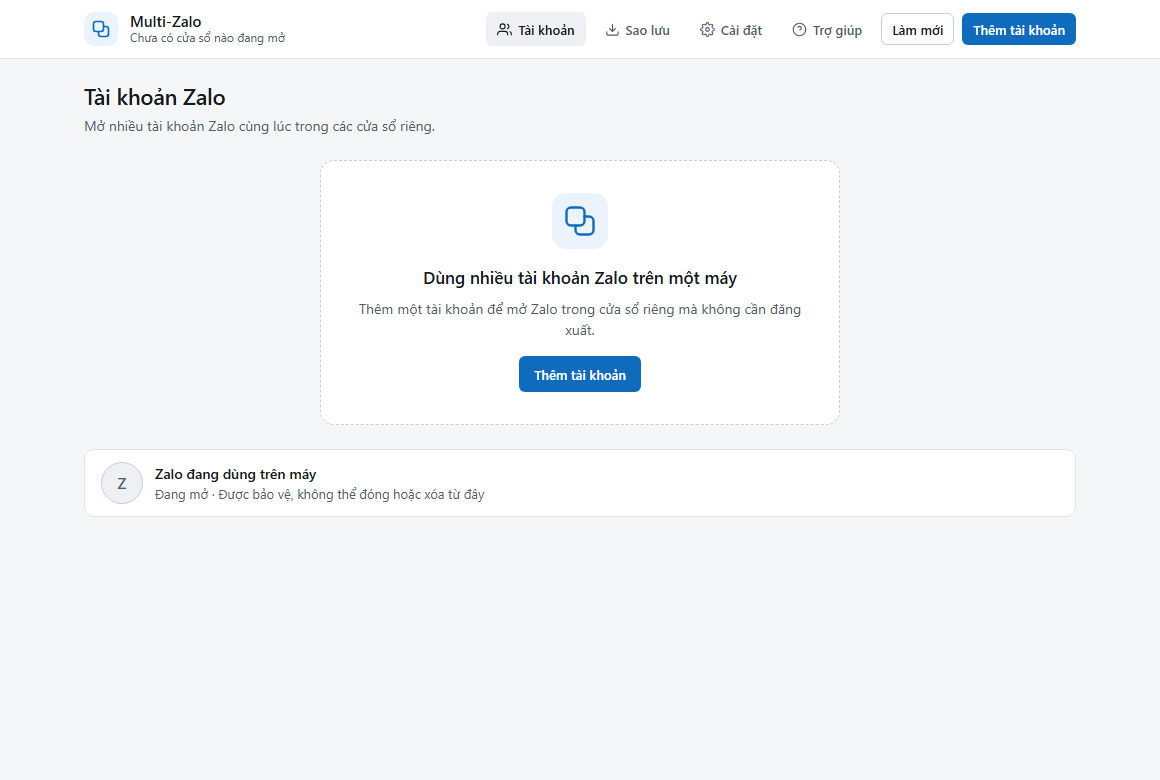 Multi-Zalo
Chưa có cửa sổ nào đang mở
Tài khoản
Sao lưu
Cài đặt
Trợ giúp
Làm mới
Thêm tài khoản
Tài khoản Zalo
Mở nhiều tài khoản Zalo cùng lúc trong các cửa sổ riêng.
Dùng nhiều tài khoản Zalo trên một máy
Thêm một tài khoản để mở Zalo trong cửa sổ riêng mà không cần đăng
xuất.
Thêm tài khoản
Z
Zalo đang dùng trên máy
Đang mở · Được bảo vệ, không thể đóng hoặc xóa từ đây